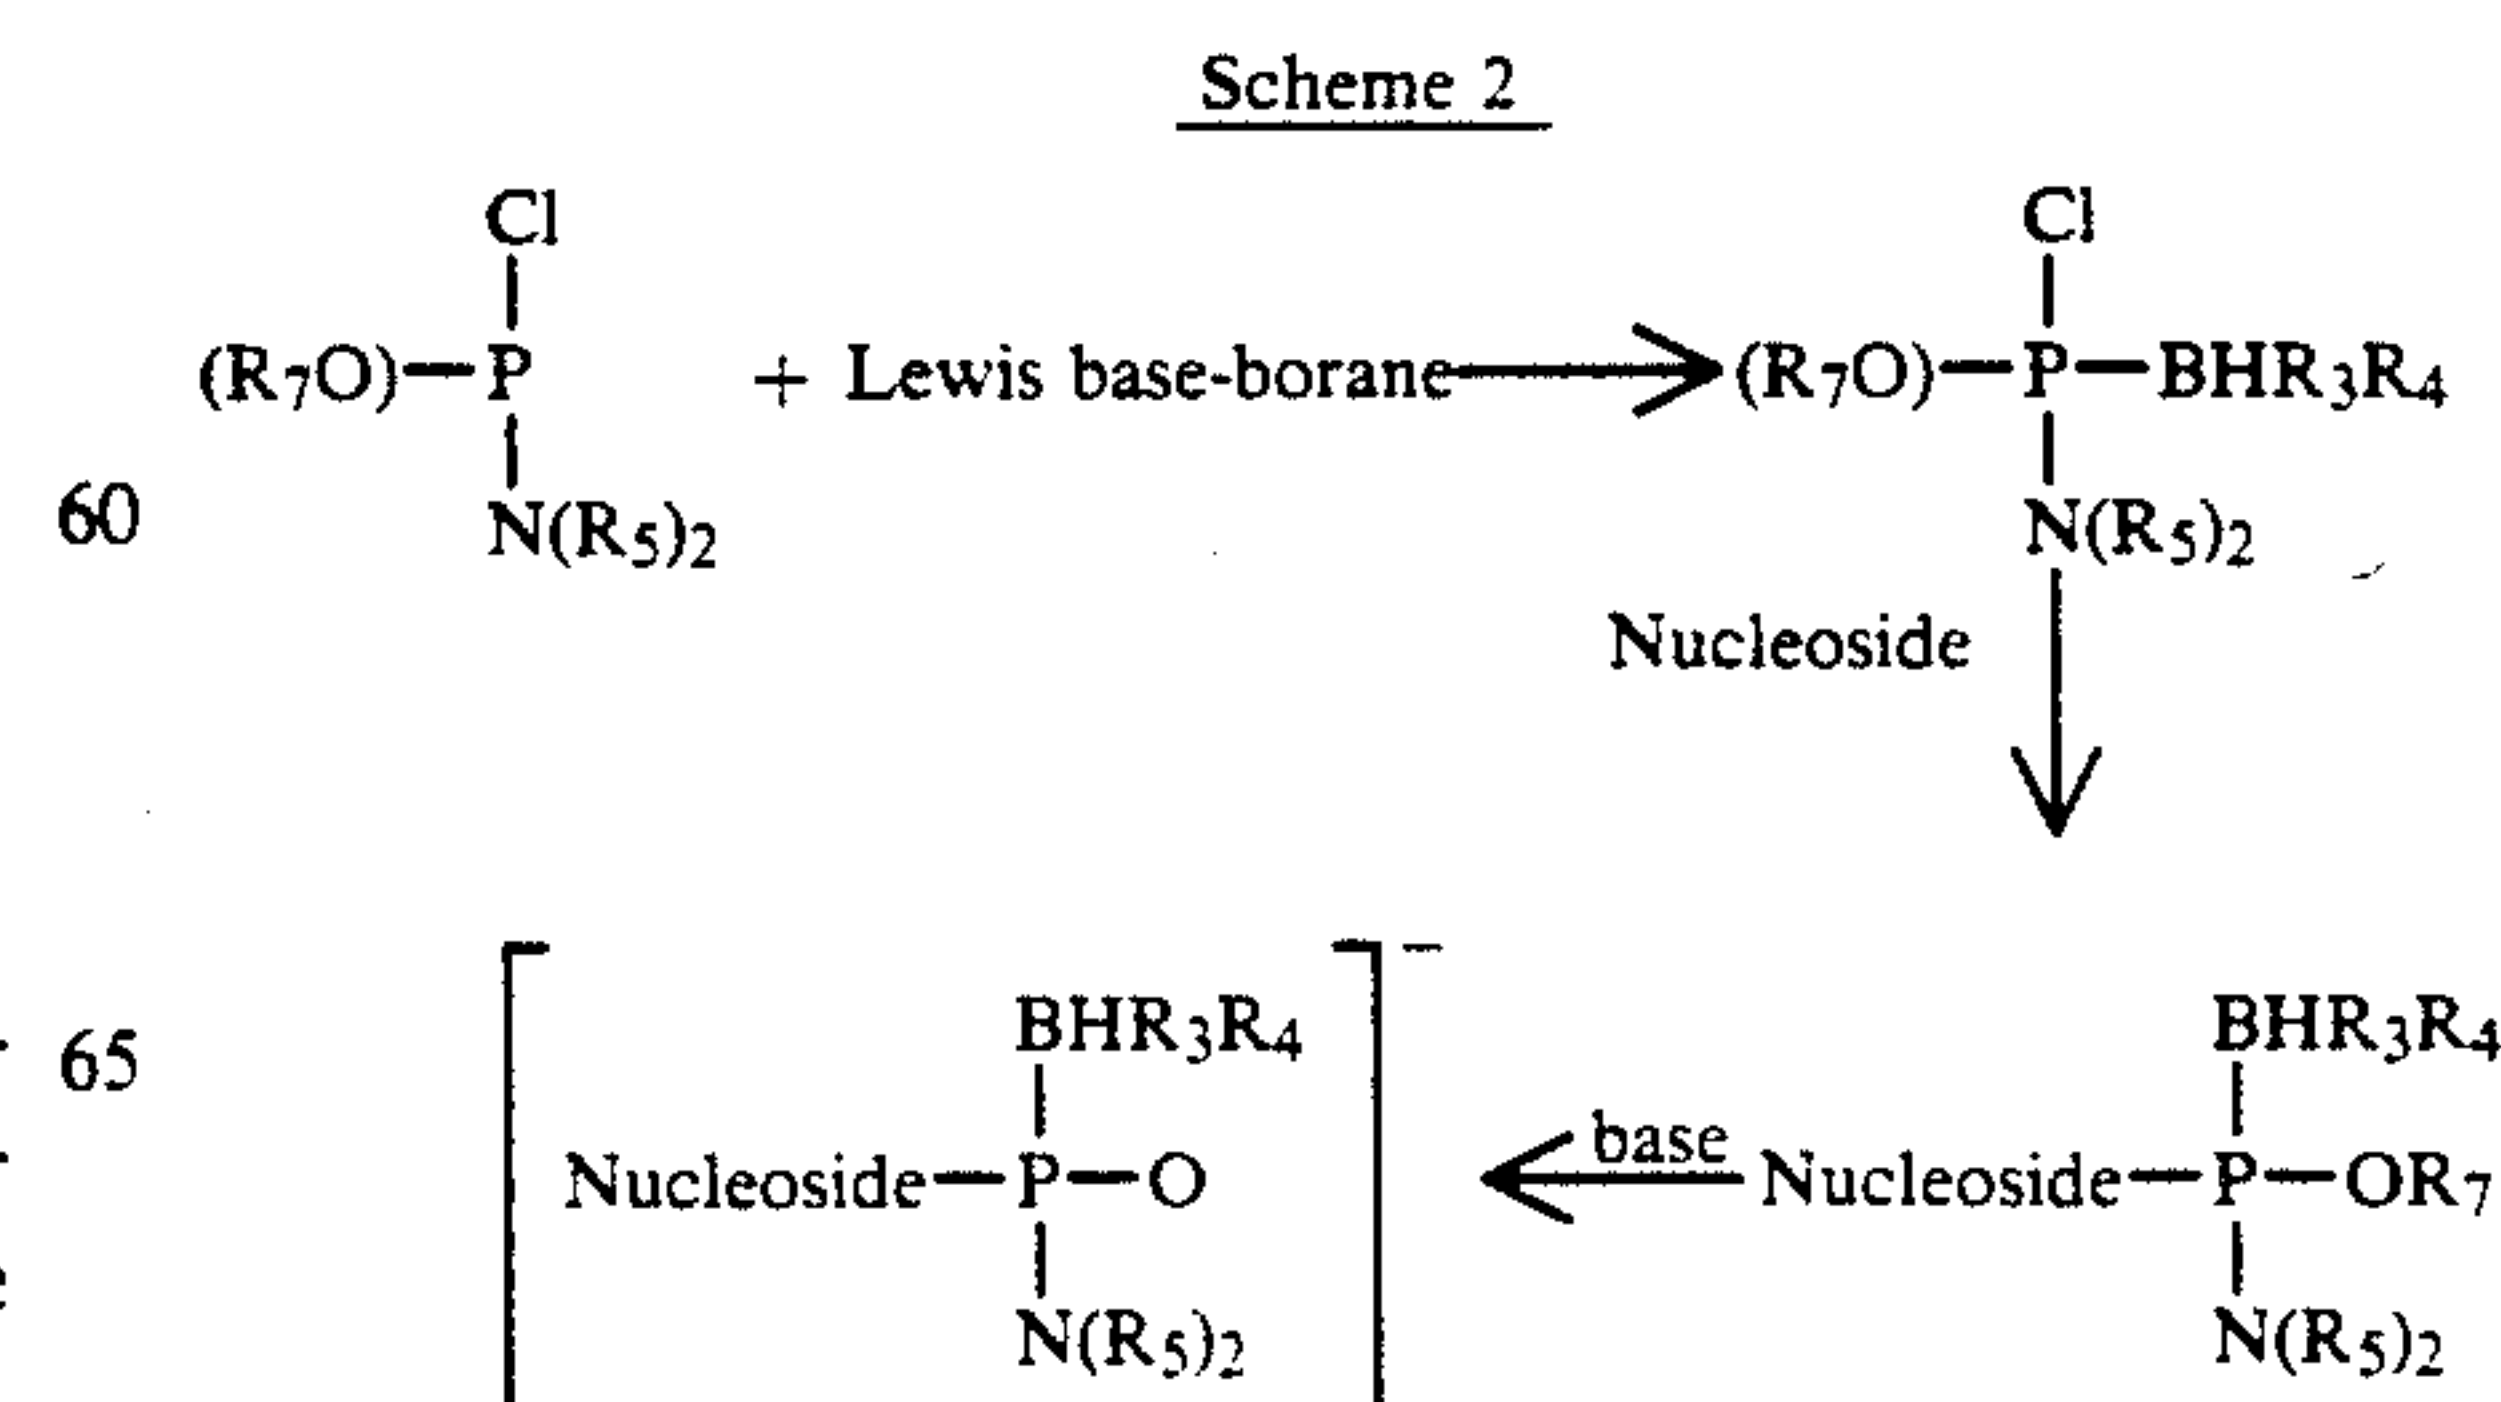 Scheme 2
Cl Cl
(R7O)—P + Lewis base-borane (R7O)—P—BHR3R4
60 N(R5)2 N(R5)2
Nucleoside
65 BHR3R4 BHR3R4
Nucleoside—P—O base Nucleoside—P—OR7
N(R5)2 N(R5)2